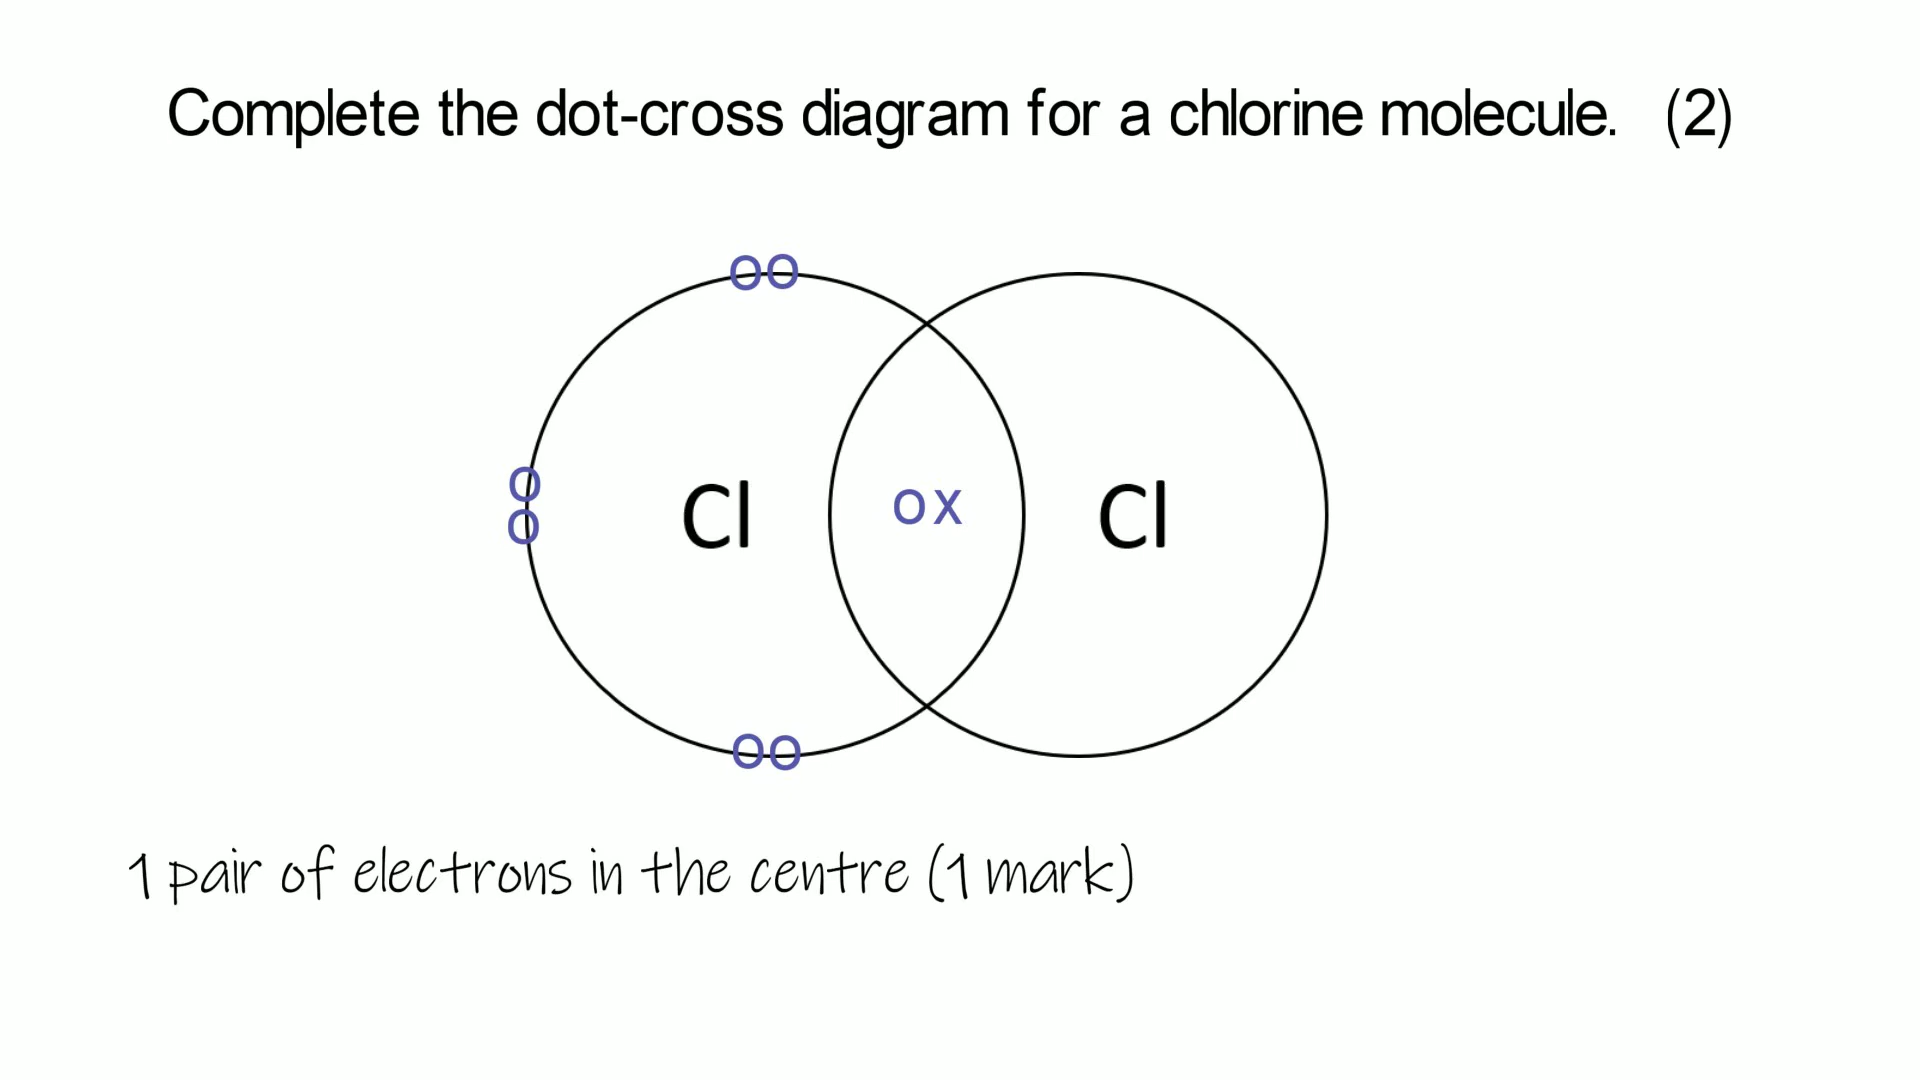 Complete the dot-cross diagram for a chlorine molecule. (2)
oo
o
o
Cl
ox
Cl
oo
1 pair of electrons in the centre (1 mark)